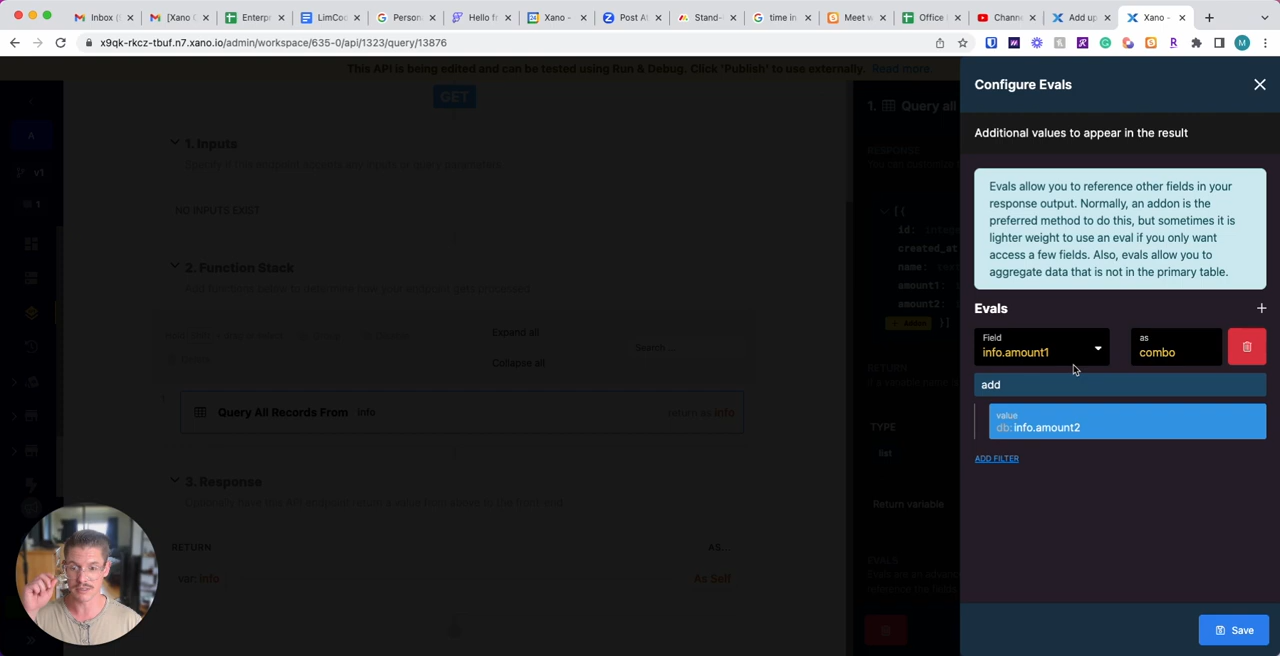 Inbox (
[Xano (
Enterpr
LimCo
Person
Hello f
Xano -
Post A
Stand-
time in
Meet w
Office
Chann
Add up
Xano -
x9qk-rkcz-tbuf.n7.xano.io/admin/workspace/635-0/api/1323/query/13876
M
This API is being edited and can be tested using Run & Debug. Click 'Publish' to use externally. Read more
GET
Configure Evals
1. Query all
Additional values to appear in the result
A
1. Inputs
v1
NO INPUTS EXIST
1
RESPONSE
Evals allow you to reference other fields in your
response output. Normally, an addon is the
preferred method to do this, but sometimes it is
lighter weight to use an eval if you only want
access a few fields. Also, evals allow you to
aggregate data that is not in the primary table.
[{
id:
created_at
name:
amount1:
amount2:
Addon }]
2. Function Stack
Evals
Expand all
Collapse all
Search ...
Field
info.amount1
as
combo
add
value
db:info.amount2
ADD FILTER
1
Query All Records From info
return as info
RETURN
TYPE
list
3. Response
Return variable
RETURN
AS...
var: info
As Self
EVALS
Save